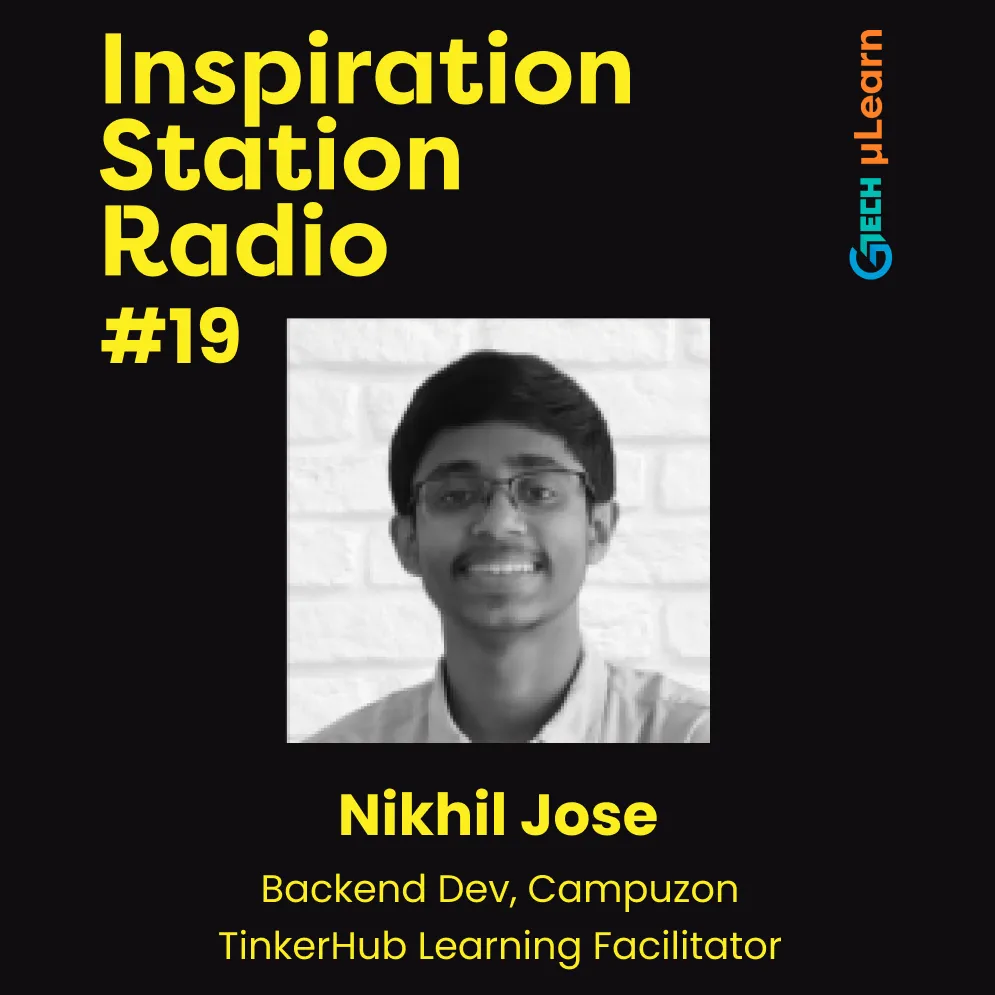 Inspiration
Station
Radio
#19
GTECH µLearn
Nikhil Jose
Backend Dev, Campuzon
TinkerHub Learning Facilitator